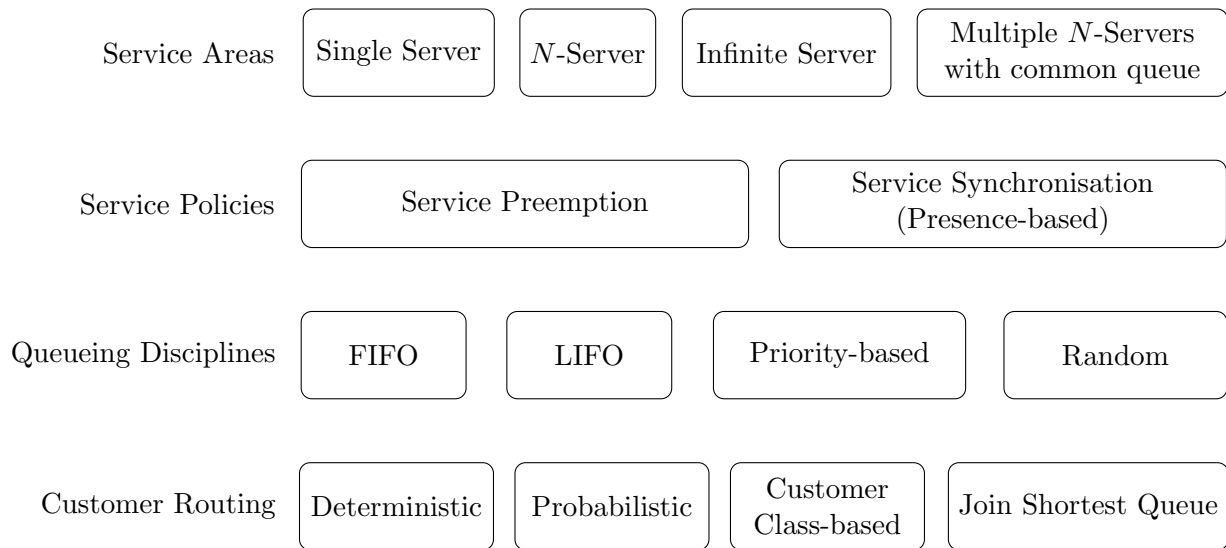 Service Areas
Single Server
N-Server
Infinite Server
Multiple N-Servers
with common queue
Service Policies
Service Preemption
Service Synchronisation
(Presence-based)
Queueing Disciplines
FIFO
LIFO
Priority-based
Random
Customer Routing
Deterministic
Probabilistic
Customer
Class-based
Join Shortest Queue